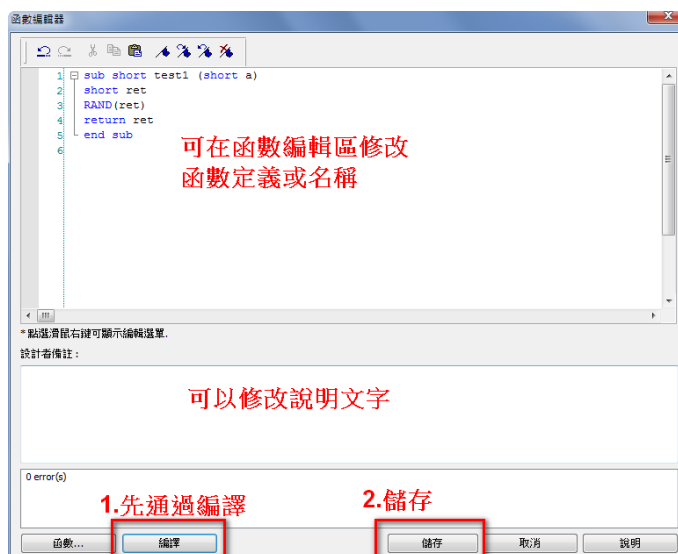 函數編輯器
1 sub short test1 (short a)
2 short ret
3 RAND(ret)
4 return ret
5 end sub
6
可在函數編輯區修改
函數定義或名稱
* 點選滑鼠右鍵可顯示編輯選單.
設計者備註：
可以修改說明文字
0 error(s)
1.先通過編譯
2.儲存
函數... 編譯 儲存 取消 說明